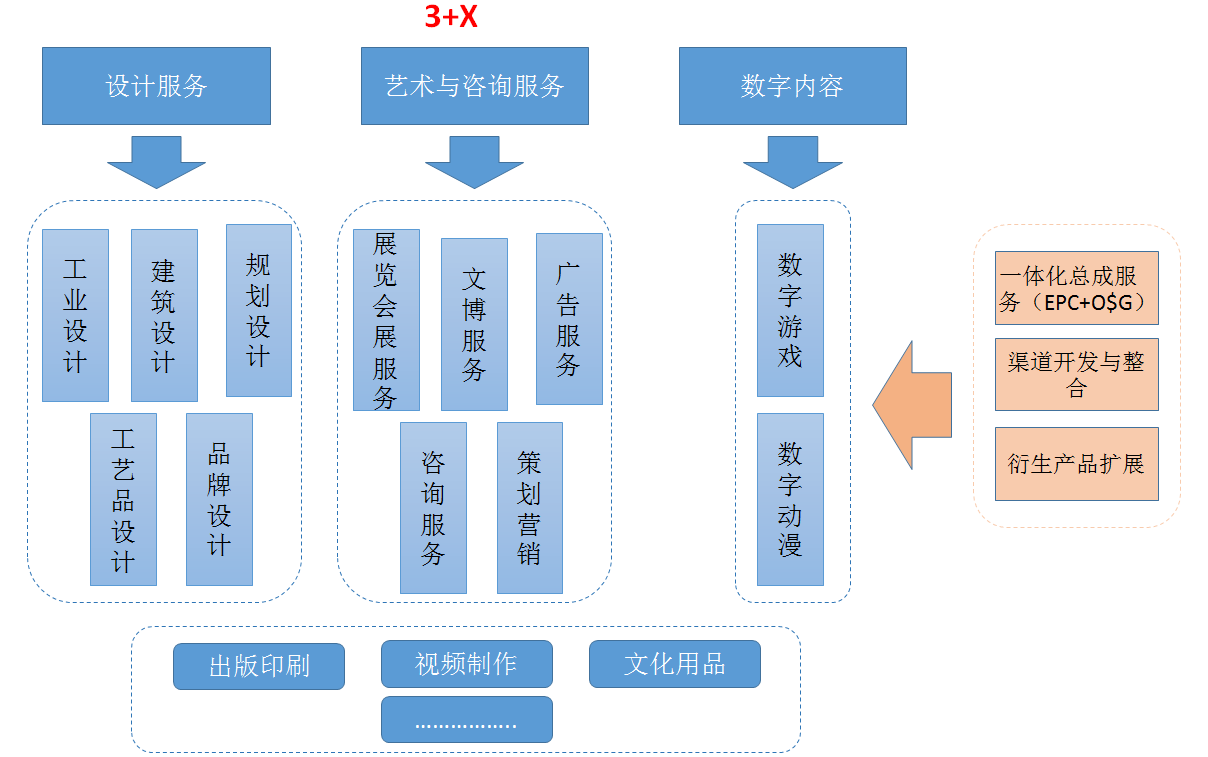 3+X
设计服务
艺术与咨询服务
数字内容
工业设计
建筑设计
规划设计
工艺品设计
品牌设计
展览会展服务
文博服务
广告服务
咨询服务
策划营销
数字游戏
数字动漫
一体化总成服
务（EPC+O$G）
渠道开发与整
合
衍生产品扩展
出版印刷
视频制作
文化用品
……………..